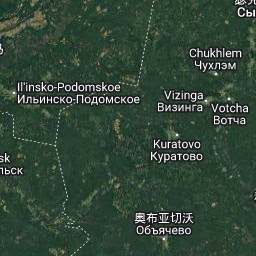 Сы
Chukhlem
Чухлэм
Il'insko-Podomskoe
Ильинско-Подомское
Vizinga
Визинга
Votcha
Вотча
Kuratovo
Куратово
sk
льск
奥布亚切沃
Объячево